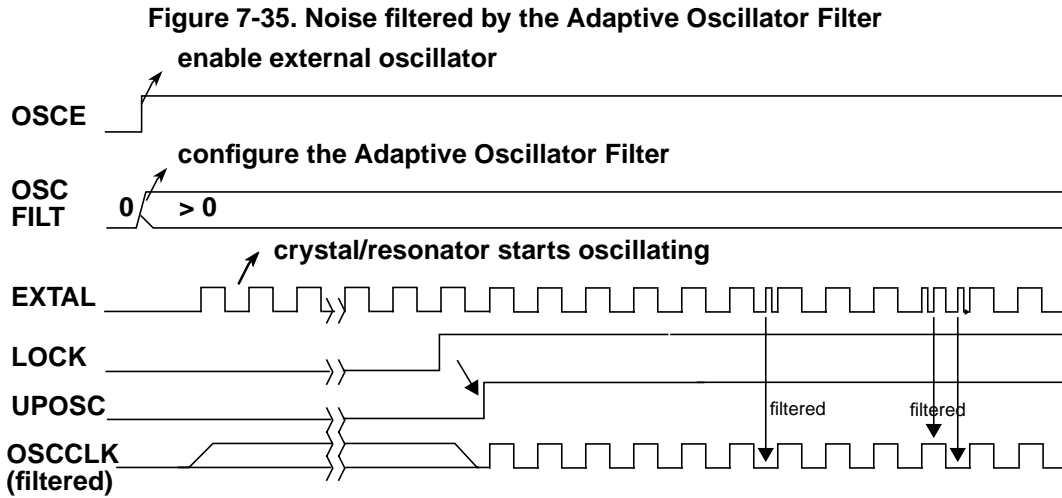 Figure 7-35. Noise filtered by the Adaptive Oscillator Filter
enable external oscillator
OSCE
configure the Adaptive Oscillator Filter
OSC
FILT
0 > 0
crystal/resonator starts oscillating
EXTAL
LOCK
UPOSC
filtered filtered
OSCCLK
(filtered)